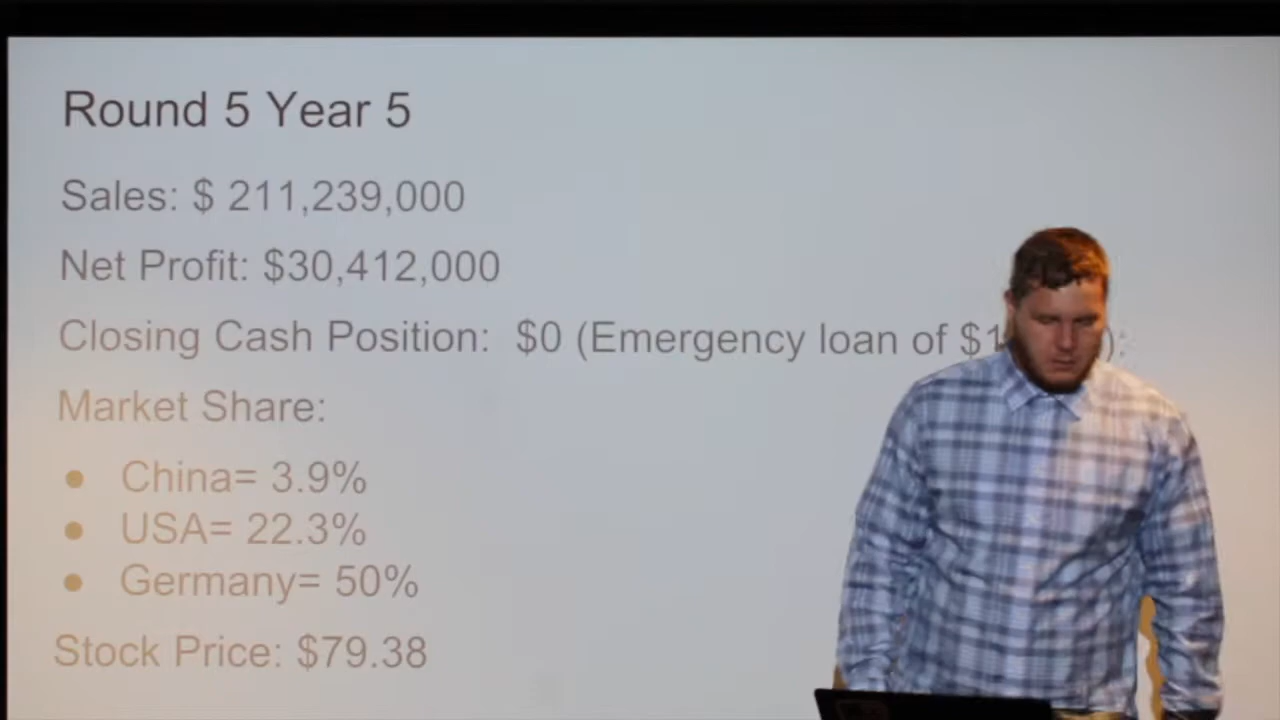 Round 5 Year 5
Sales: $ 211,239,000
Net Profit: $30,412,000
Closing Cash Position: $0 (Emergency loan of
Market Share:
● China= 3.9%
● USA= 22.3%
● Germany= 50%
Stock Price: $79.38